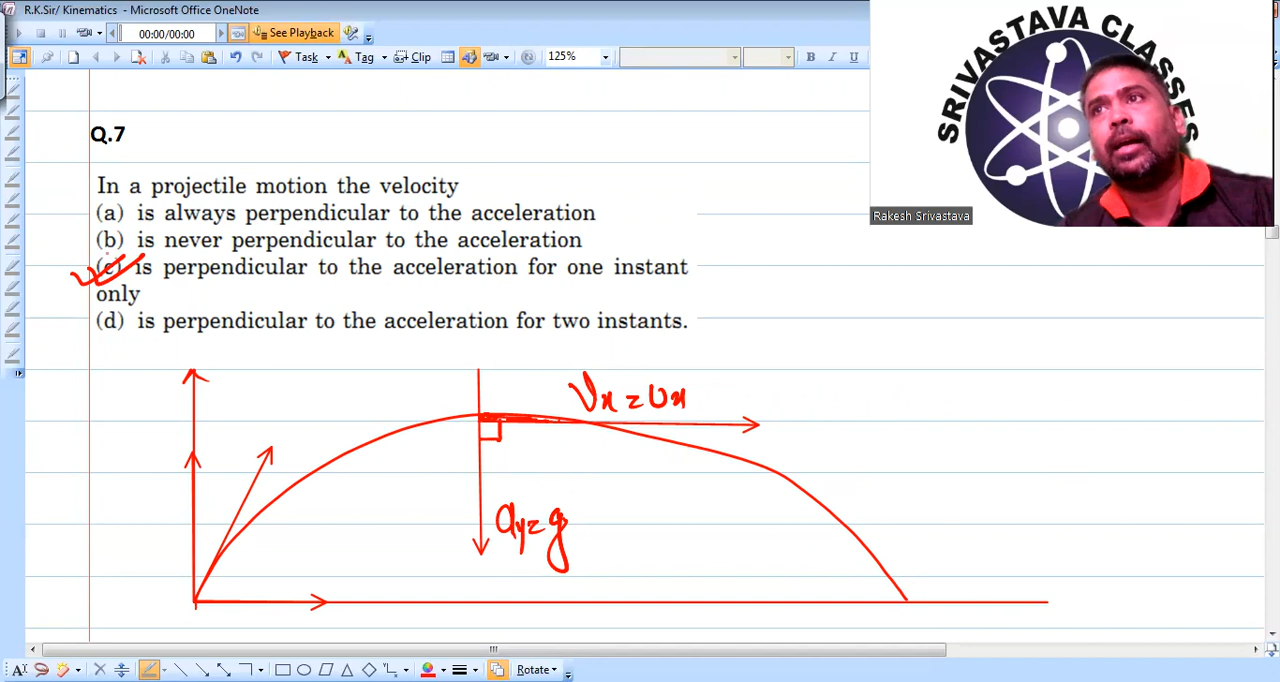 R.K.Sir/ Kinematics - Microsoft Office OneNote
00:00/00:00 See Playback
Task Tag Clip 125% B I U
SRIVASTAVA CLASSES
Rakesh Srivastava
Q.7
In a projectile motion the velocity
(a) is always perpendicular to the acceleration
(b) is never perpendicular to the acceleration
(c) is perpendicular to the acceleration for one instant
only
(d) is perpendicular to the acceleration for two instants.
Vx = Ux
ay = g
Rotate